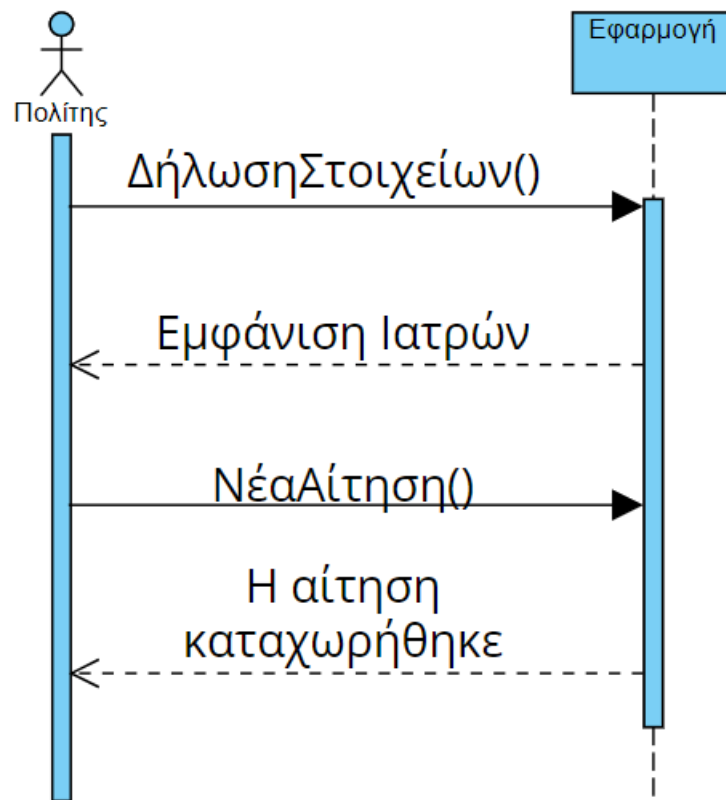 Πολίτης
Εφαρμογή
ΔήλωσηΣτοιχείων()
Εμφάνιση Ιατρών
ΝέαΑίτηση()
Η αίτηση
καταχωρήθηκε